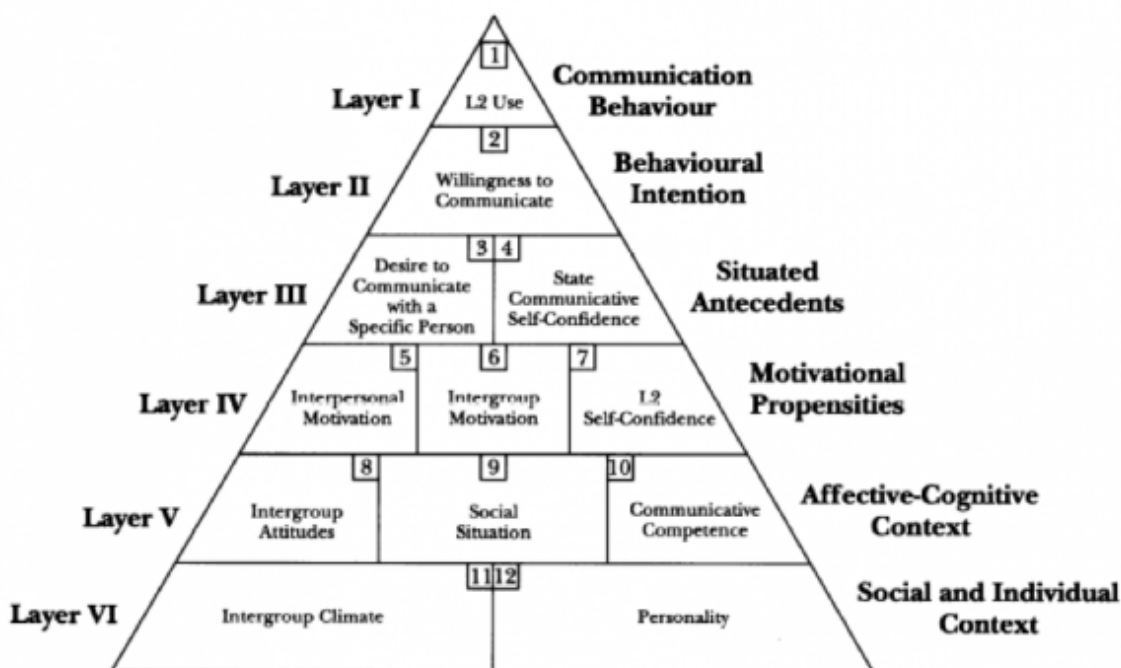 1
Layer I
L2 Use
Communication
Behaviour
2
Layer II
Willingness to
Communicate
Behavioural
Intention
3 4
Layer III
Desire to
Communicate
with a
Specific Person
State
Communicative
Self-Confidence
Situated
Antecedents
5 6 7
Layer IV
Interpersonal
Motivation
Intergroup
Motivation
L2
Self-Confidence
Motivational
Propensities
8 9 10
Layer V
Intergroup
Attitudes
Social
Situation
Communicative
Competence
Affective-Cognitive
Context
11 12
Layer VI
Intergroup Climate
Personality
Social and Individual
Context